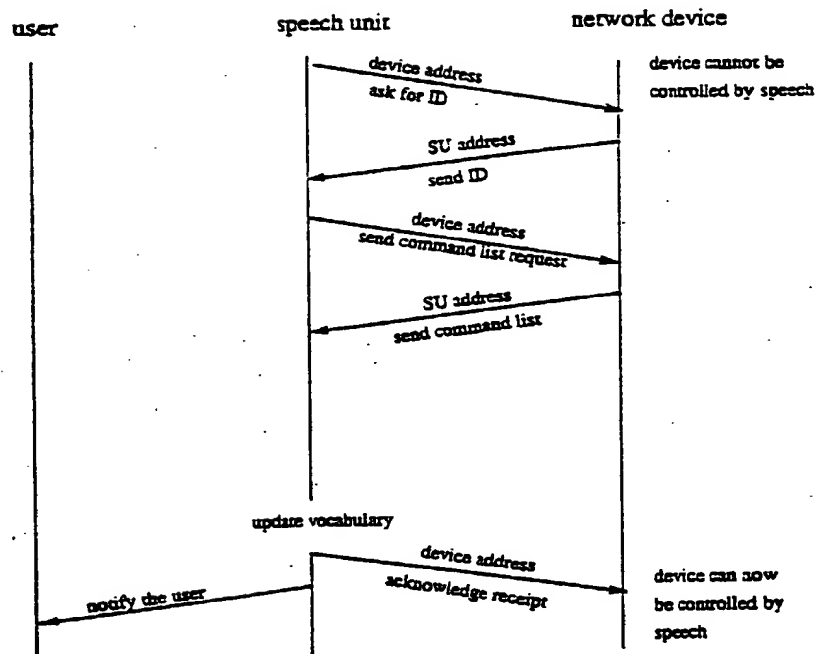 user
speech unit
network device
device address
ask for ID
device cannot be
controlled by speech
SU address
send ID
device address
send command list request
SU address
send command list
update vocabulary
device address
acknowledge receipt
notify the user
device can now
be controlled by
speech